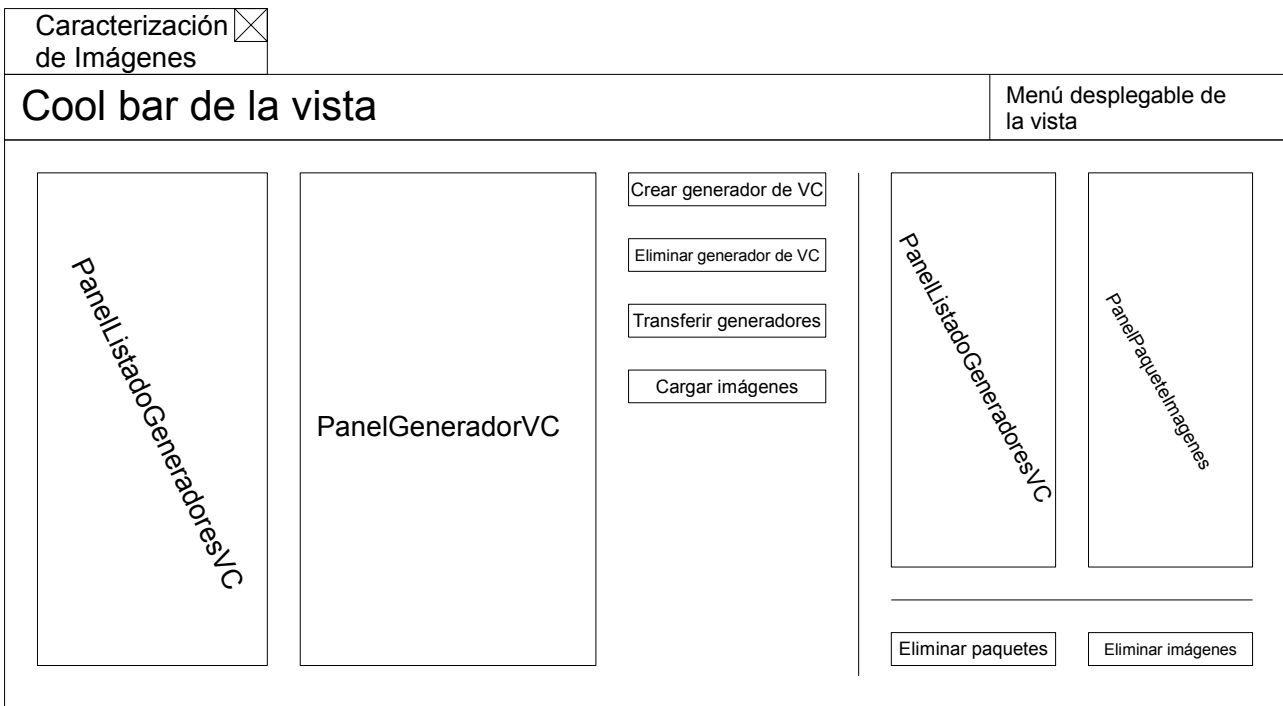 Caracterización
de Imágenes
Cool bar de la vista
Menú desplegable de
la vista
PanelListadoGeneradoresVC
PanelGeneradorVC
Crear generador de VC
Eliminar generador de VC
Transferir generadores
Cargar imágenes
PanelListadoGeneradoresVC
PanelPaqueteImagenes
Eliminar paquetes
Eliminar imágenes